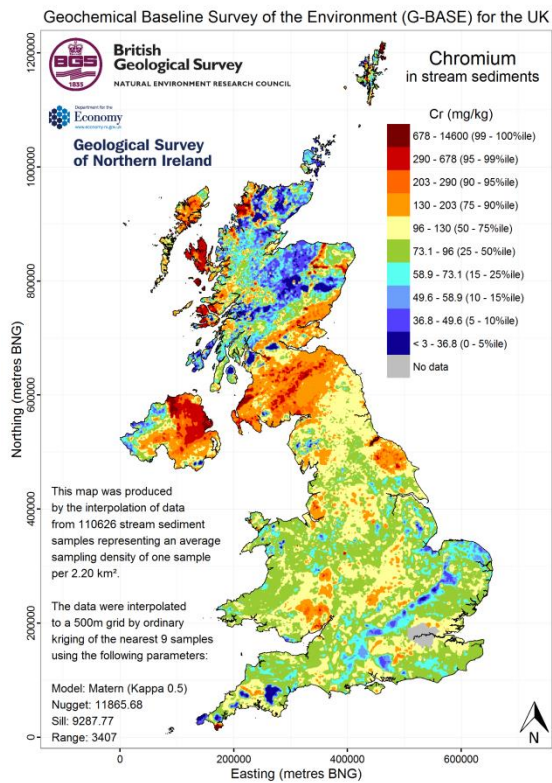 Geochemical Baseline Survey of the Environment (G-BASE) for the UK
BGS
1835
British
Geological Survey
NATURAL ENVIRONMENT RESEARCH COUNCIL
Department for the
Economy
www.economy-ni.gov.uk
Geological Survey
of Northern Ireland
Chromium
in stream sediments
Cr (mg/kg)
678 - 14600 (99 - 100%ile)
290 - 678 (95 - 99%ile)
203 - 290 (90 - 95%ile)
130 - 203 (75 - 90%ile)
96 - 130 (50 - 75%ile)
73.1 - 96 (25 - 50%ile)
58.9 - 73.1 (15 - 25%ile)
49.6 - 58.9 (10 - 15%ile)
36.8 - 49.6 (5 - 10%ile)
< 3 - 36.8 (0 - 5%ile)
No data
This map was produced
by the interpolation of data
from 110626 stream sediment
samples representing an average
sampling density of one sample
per 2.20 km².
The data were interpolated
to a 500m grid by ordinary
kriging of the nearest 9 samples
using the following parameters:
Model: Matern (Kappa 0.5)
Nugget: 11865.68
Sill: 9287.77
Range: 3407
N
Northing (metres BNG)
1200000
1000000
800000
600000
400000
200000
0
0
200000
400000
600000
Easting (metres BNG)